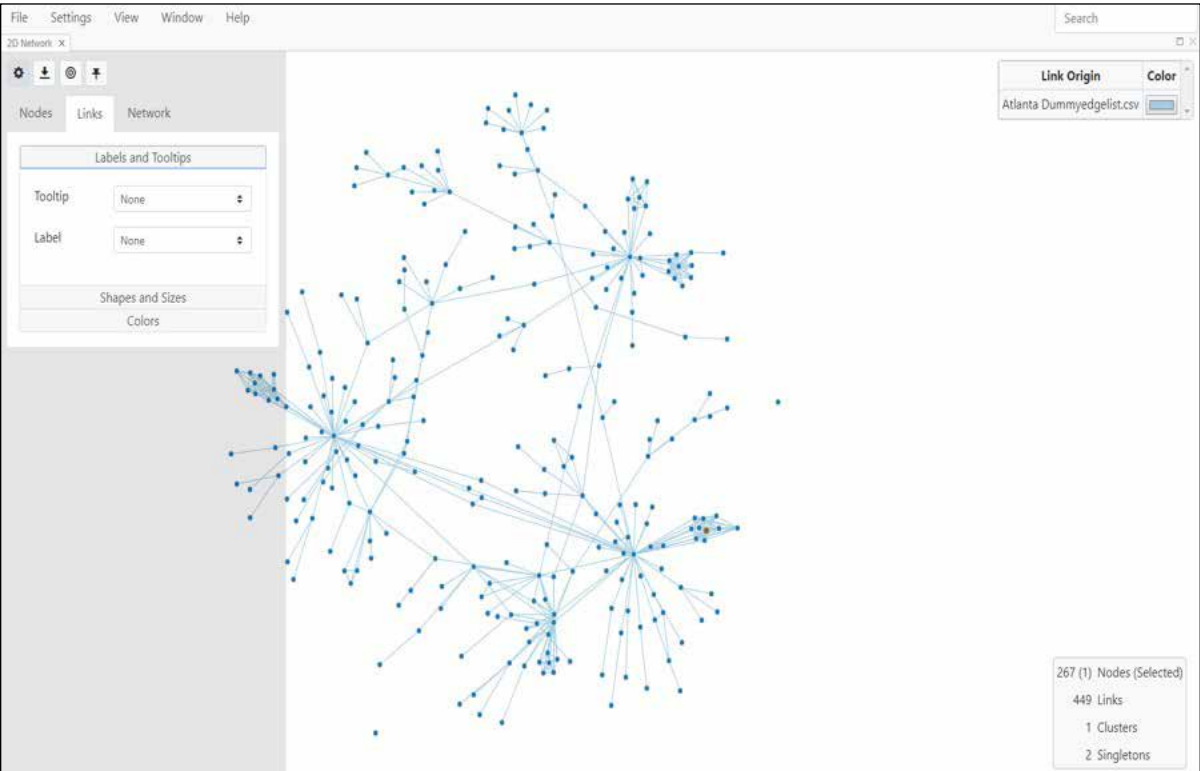 File Settings View Window Help
Search
2D Network ×
Nodes Links Network
Labels and Tooltips
Tooltip None
Label None
Shapes and Sizes
Colors
Link Origin Color
Atlanta Dummyedgelist.csv
267 (1) Nodes (Selected)
449 Links
1 Clusters
2 Singletons